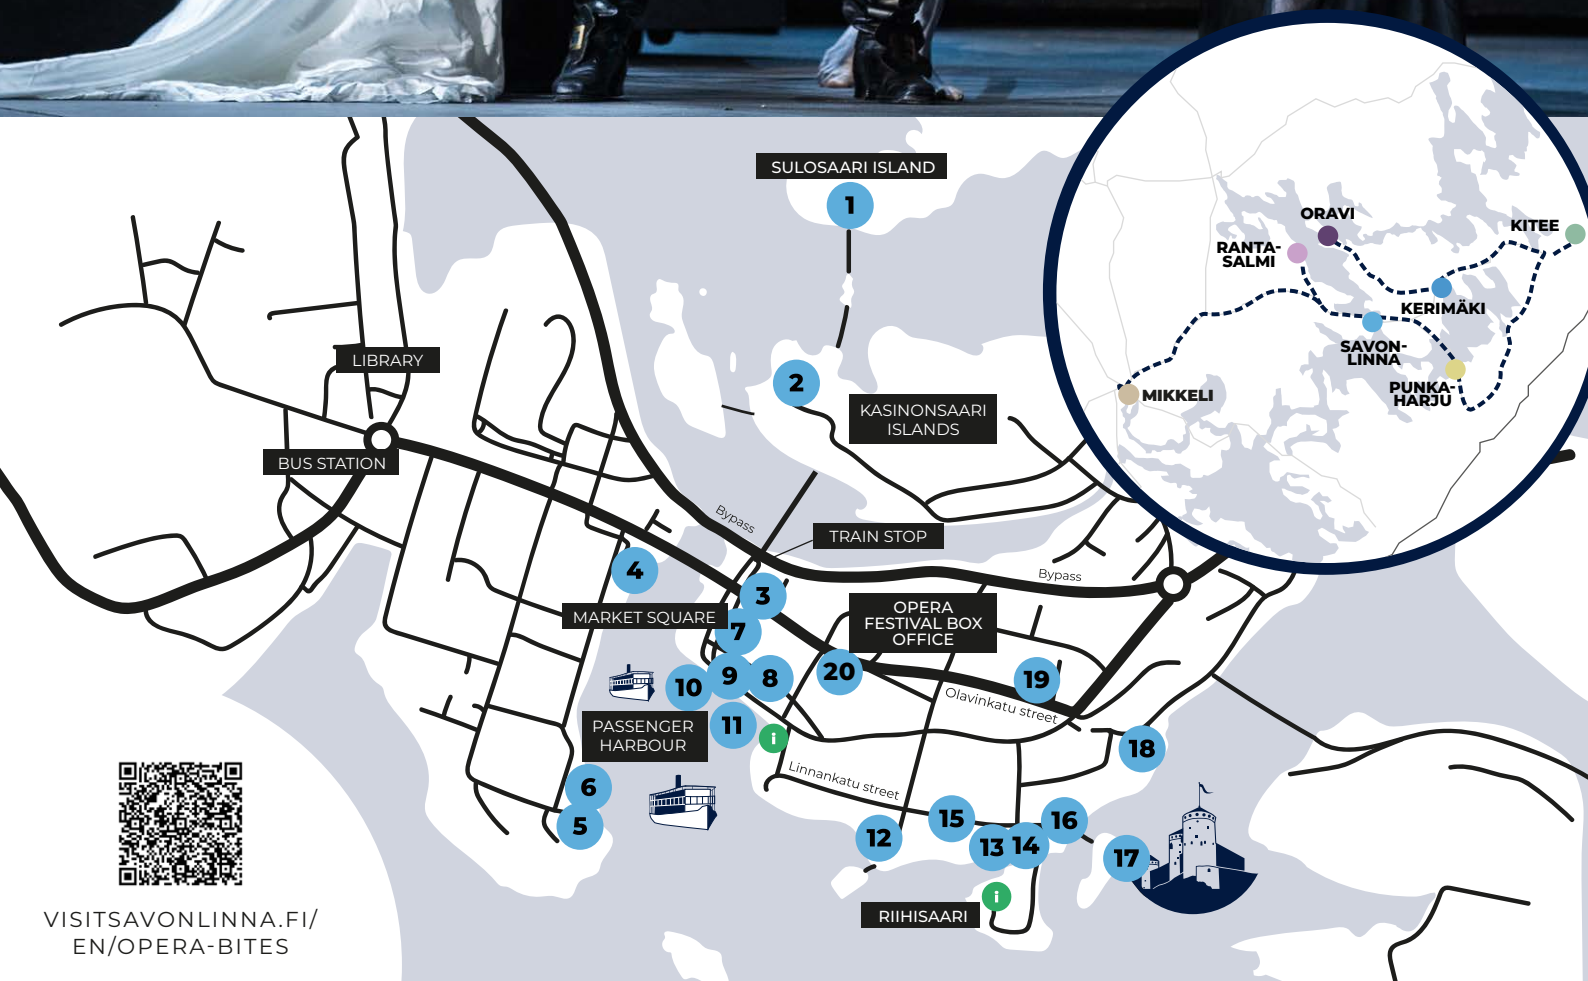 SULOSAARI ISLAND
1
ORAVI
KITEE
RANTA-
SALMI
KERIMÄKI
SAVON-
LINNA
PUNKA-
HARJU
MIKKELI
LIBRARY
2
KASINONSAARI
ISLANDS
BUS STATION
Bypass
TRAIN STOP
4
Bypass
3
OPERA
FESTIVAL BOX
OFFICE
MARKET SQUARE
7
20
19
9
8
10
Olavinkatu street
PASSENGER
HARBOUR
11
i
18
Linnankatu street
6
5
15
16
12
13
14
17
i
RIIHISAARI
VISITSAVONLINNA.FI/
EN/OPERA-BITES